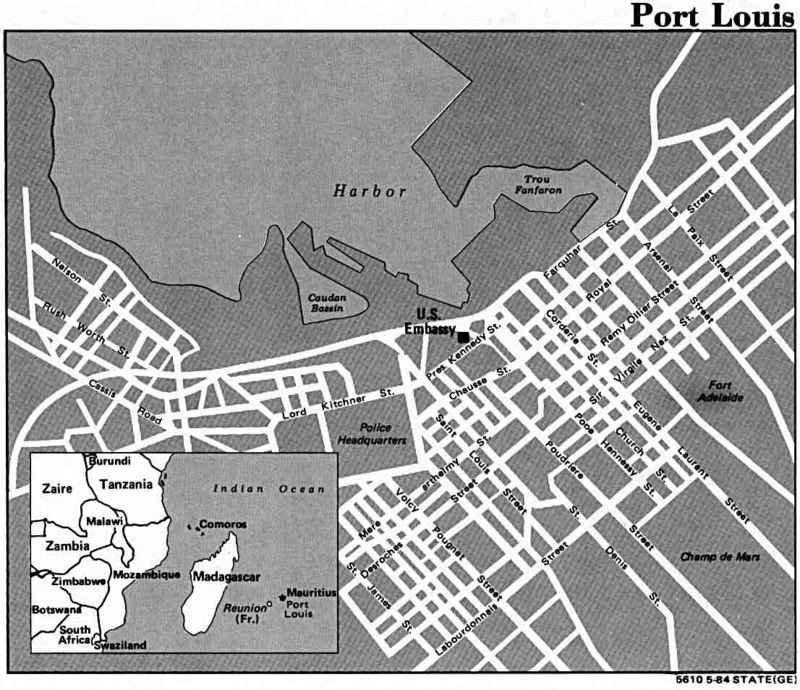 Port Louis
Harbor
Trou
Fanfaron
Caudan
Bassin
U.S.
Embassy
Nelson St.
Rush Worth St.
Cassis Road
Lord Kitchner St.
Police
Headquarters
Pres. Kennedy St.
Chausse St.
Farquhar St.
Royal
La Paix Street
Street
Arsenal Street
Corderie St.
Remy Ollier Street
Sir Virgile Naz St.
Fort
Adelaide
Eugene Laurent Street
Church St.
Pope Hennessy St.
Poudriere Street
Saint Louis Street
St.
Denis St.
Champ de Mars
Volcy Pougnet Street
Mere
Street
Desroches
St. James St.
Labourdonnais Street
Burundi
Zaire
Tanzania
Indian Ocean
Malawi
Comoros
Zambia
Mozambique
Madagascar
Zimbabwe
Mauritius
Port
Louis
Reunion
(Fr.)
Botswana
South
Africa
Swaziland
5610 5-84 STATE(GE)